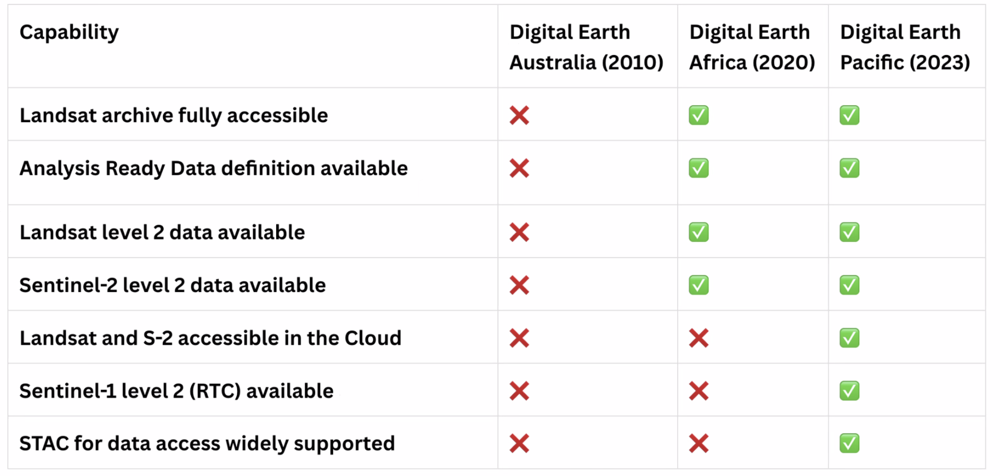 Capability
Digital Earth
Australia (2010)
Digital Earth
Africa (2020)
Digital Earth
Pacific (2023)
Landsat archive fully accessible ❌ ✅ ✅
Analysis Ready Data definition available ❌ ✅ ✅
Landsat level 2 data available ❌ ✅ ✅
Sentinel-2 level 2 data available ❌ ✅ ✅
Landsat and S-2 accessible in the Cloud ❌ ❌ ✅
Sentinel-1 level 2 (RTC) available ❌ ❌ ✅
STAC for data access widely supported ❌ ❌ ✅